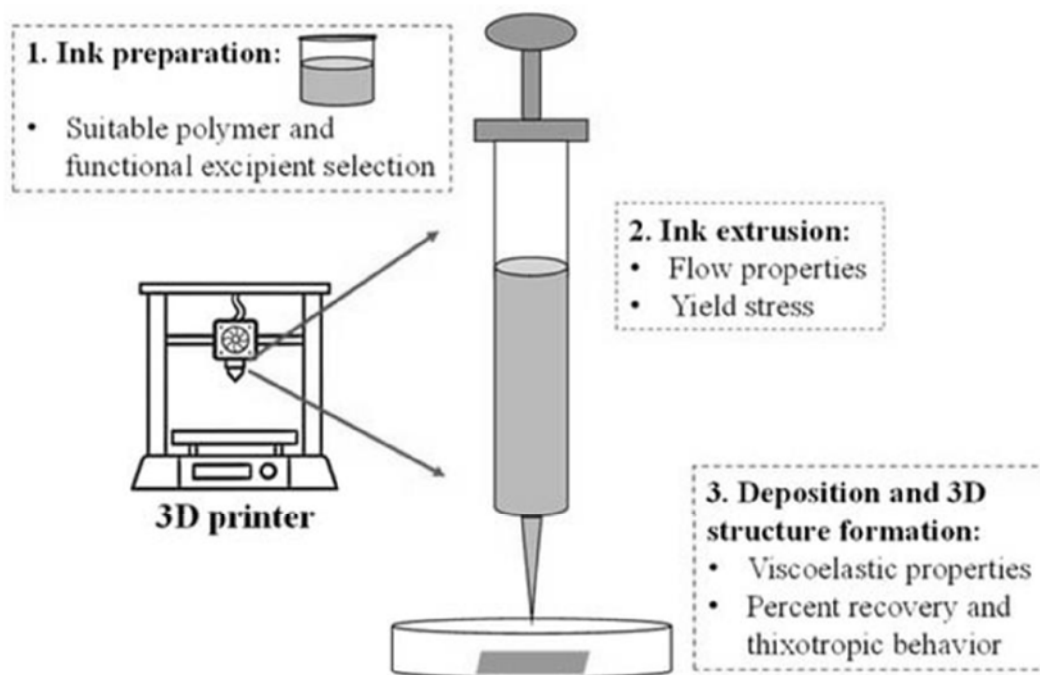 1. Ink preparation:
• Suitable polymer and
functional excipient selection
2. Ink extrusion:
• Flow properties
• Yield stress
3D printer
3. Deposition and 3D
structure formation:
• Viscoelastic properties
• Percent recovery and
thixotropic behavior